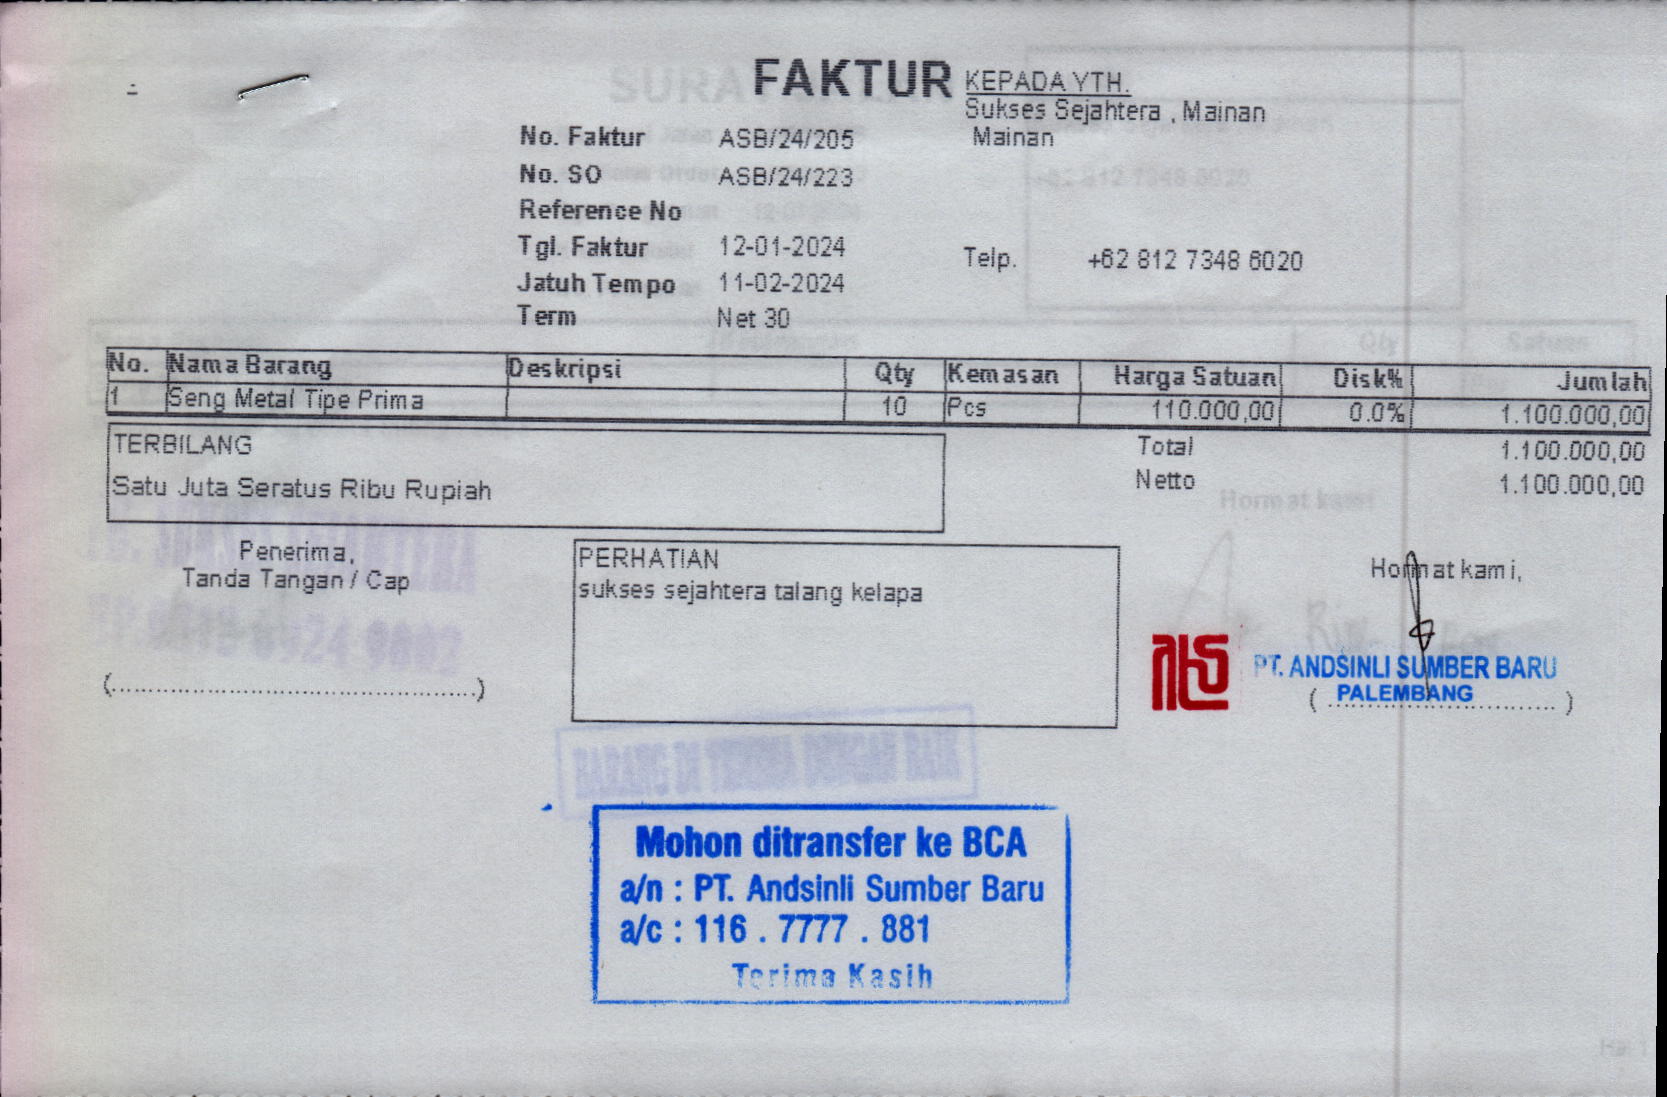 FAKTUR
KEPADA YTH.
Sukses Sejahtera , Mainan
Mainan
No. Faktur ASB/24/205
No. SO ASB/24/223
Reference No
Tgl. Faktur 12-01-2024
Telp. +62 812 7348 6020
Jatuh Tempo 11-02-2024
Term Net 30
No. Nama Barang Deskripsi Qty Kemasan Harga Satuan Disk% Jumlah
1 Seng Metal Tipe Prima 10 Pcs 110.000,00 0.0% 1.100.000,00
TERBILANG
Total 1.100.000,00
Satu Juta Seratus Ribu Rupiah
Netto 1.100.000,00
Penerima,
Tanda Tangan / Cap
(..............................................)
PERHATIAN
sukses sejahtera talang kelapa
Hormat kami,
PT. ANDSINLI SUMBER BARU
PALEMBANG
( ............................. )
Mohon ditransfer ke BCA
a/n : PT. Andsinli Sumber Baru
a/c : 116 . 7777 . 881
Terima Kasih